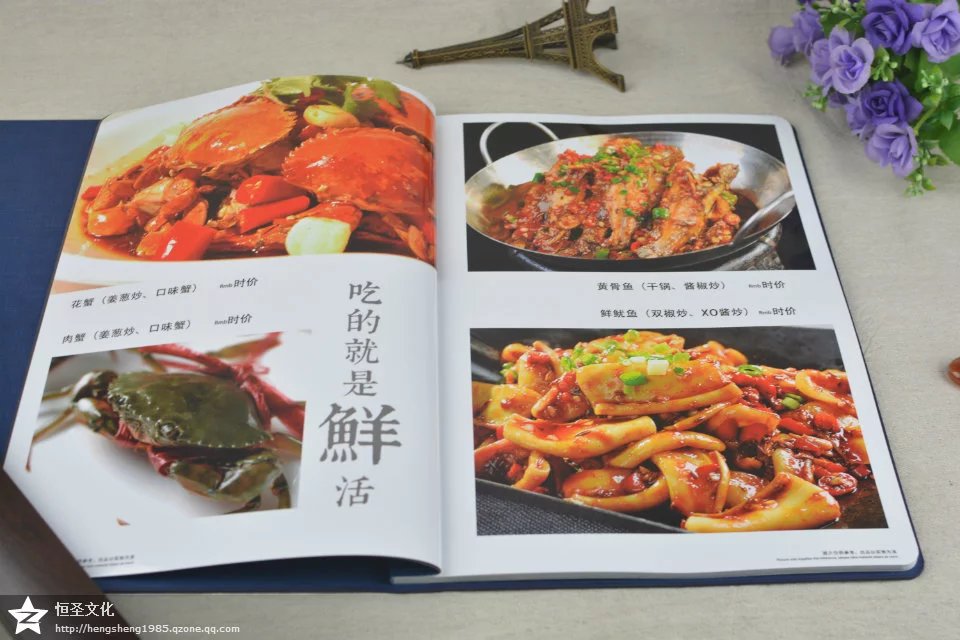 花蟹（姜葱炒、口味蟹） Rmb时价
肉蟹（姜葱炒、口味蟹） Rmb时价
吃的就是鲜活
黄骨鱼（干锅、酱椒炒） Rmb时价
鲜鱿鱼（双椒炒、XO酱炒） Rmb时价
恒圣文化
http://hengsheng1985.qzone.qq.com